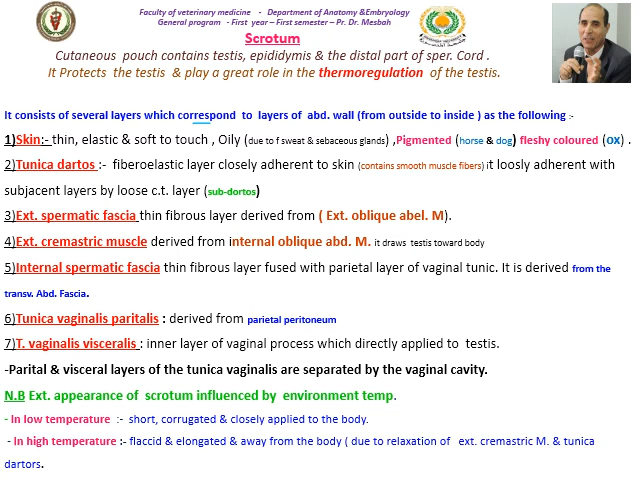 Faculty of veterinary medicine - Department of Anatomy &Embryology
General program - First year – First semester – Pr. Dr. Mesbah
Scrotum
Cutaneous pouch contains testis, epididymis & the distal part of sper. Cord .
It Protects the testis & play a great role in the thermoregulation of the testis.
It consists of several layers which correspond to layers of abd. wall (from outside to inside ) as the following :-
1)Skin:- thin, elastic & soft to touch , Oily (due to f sweat & sebaceous glands) ,Pigmented (horse & dog) fleshy coloured (ox) .
2)Tunica dartos :- fiberoelastic layer closely adherent to skin (contains smooth muscle fibers) it loosly adherent with
subjacent layers by loose c.t. layer (sub-dortos)
3)Ext. spermatic fascia thin fibrous layer derived from ( Ext. oblique abel. M).
4)Ext. cremastric muscle derived from internal oblique abd. M. it draws testis toward body
5)Internal spermatic fascia thin fibrous layer fused with parietal layer of vaginal tunic. It is derived from the
transv. Abd. Fascia.
6)Tunica vaginalis paritalis : derived from parietal peritoneum
7)T. vaginalis visceralis : inner layer of vaginal process which directly applied to testis.
-Parital & visceral layers of the tunica vaginalis are separated by the vaginal cavity.
N.B Ext. appearance of scrotum influenced by environment temp.
- In low temperature :- short, corrugated & closely applied to the body.
- In high temperature :- flaccid & elongated & away from the body ( due to relaxation of ext. cremastric M. & tunica
dartors.